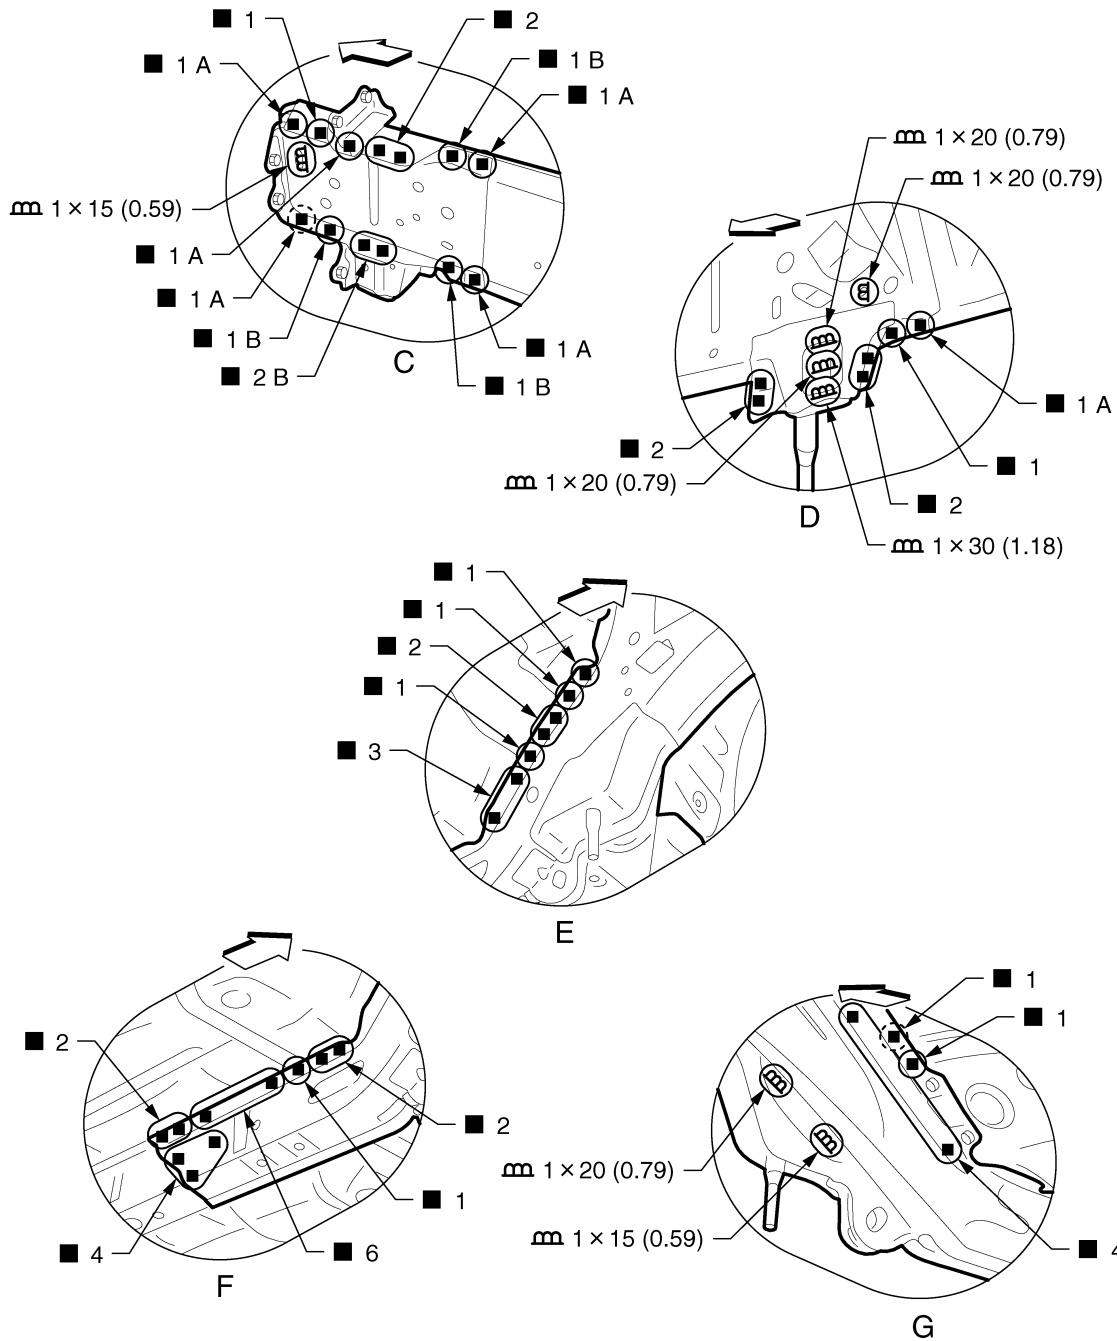 ■ 1
■ 2
■ 1 A
■ 1 B
■ 1 A
1×15 (0.59)
■ 1 A
■ 1 A
■ 1 B
■ 2 B
■ 1 A
■ 1 B
C
1×20 (0.79)
1×20 (0.79)
■ 1 A
■ 2
■ 1
1×20 (0.79)
■ 2
D
1×30 (1.18)
■ 1
■ 1
■ 2
■ 1
■ 3
E
■ 2
■ 2
■ 1
■ 4
■ 6
F
■ 1
■ 1
1×20 (0.79)
1×15 (0.59)
■ 4
G